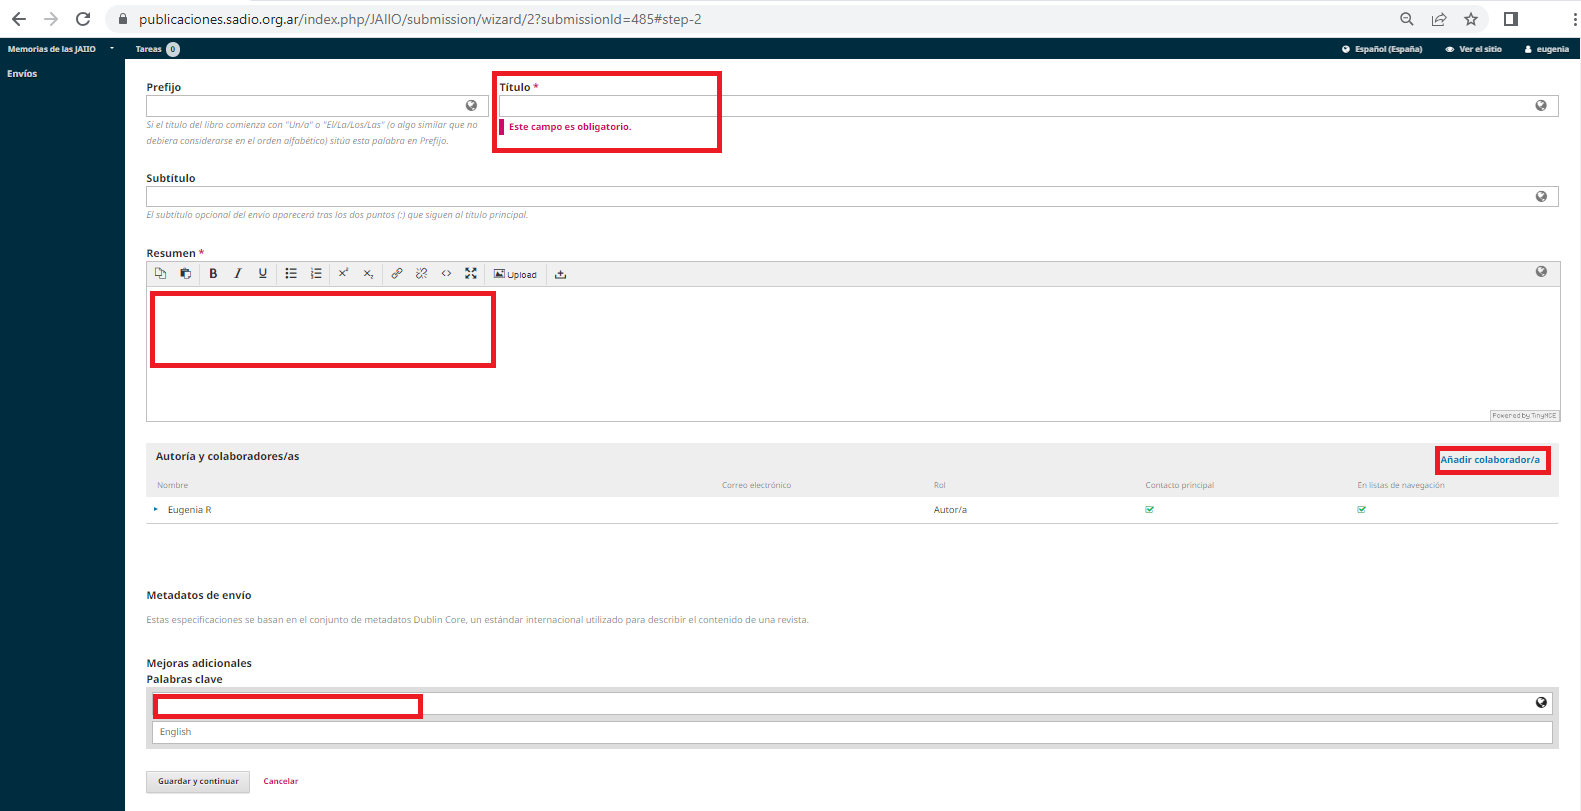 publicaciones.sadio.org.ar/index.php/JAIIO/submission/wizard/2?submissionId=485#step-2
Memorias de las JAIIO Tareas 0 Español (España) Ver el sitio eugenia
Envíos
Prefijo Título *
Si el título del libro comienza con "Un/a" o "El/La/Los/Las" (o algo similar que no
debiera considerarse en el orden alfabético) sitúa esta palabra en Prefijo.
Este campo es obligatorio.
Subtítulo
El subtítulo opcional del envío aparecerá tras los dos puntos (:) que siguen al título principal.
Resumen *
B I U x² x₂ <> Upload
Powered by TinyMCE
Autoría y colaboradores/as Añadir colaborador/a
Nombre Correo electrónico Rol Contacto principal En listas de navegación
Eugenia R Autor/a
Metadatos de envío
Estas especificaciones se basan en el conjunto de metadatos Dublin Core, un estándar internacional utilizado para describir el contenido de una revista.
Mejoras adicionales
Palabras clave
English
Guardar y continuar Cancelar